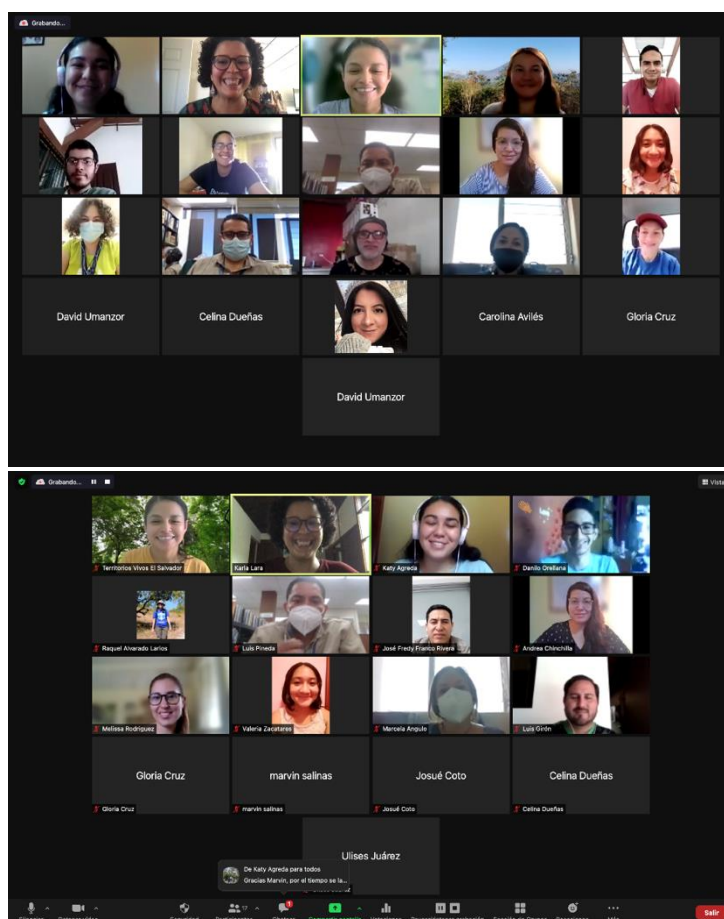 Grabando...
David Umanzor
Celina Dueñas
Carolina Avilés
Gloria Cruz
David Umanzor
Grabando...
Vista
Territorios Vivos El Salvador
Karla Lara
Katy Agreda
Danilo Orellana
Raquel Alvarado Larios
Luis Pineda
José Fredy Franco Rivera
Andrea Chinchilla
Melissa Rodriguez
Valeria Zacatares
Marcela Angulo
Luis Girón
Gloria Cruz
marvin salinas
Josué Coto
Celina Dueñas
Gloria Cruz
marvin salinas
Josué Coto
Celina Dueñas
Ulises Juárez
De Katy Agreda para todos
Gracias Marvin, por el tiempo se la...
17
1
Salir